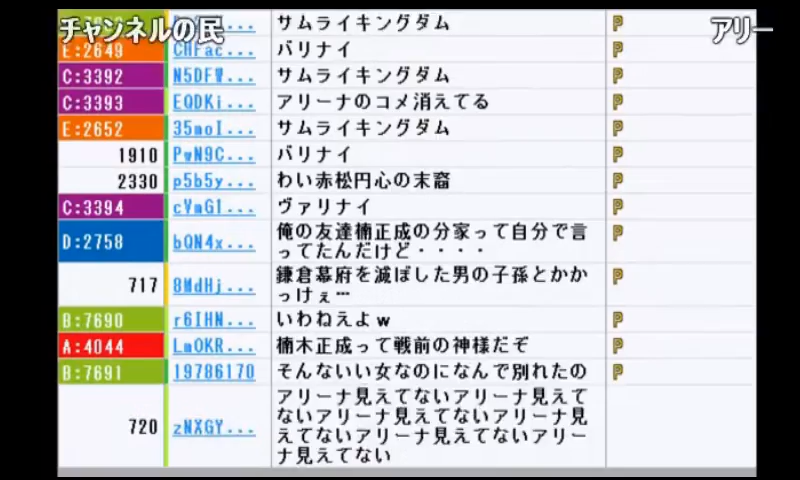 チャンネルの民
アリー
サムライキングダム
P
E:2649 CHFac... バリナイ P
C:3392 N5DFW... サムライキングダム P
C:3393 EQDKi... アリーナのコメ消えてる P
E:2652 35moI... サムライキングダム P
1910 PwN9C... バリナイ P
2330 p5b5y... わい赤松円心の末裔 P
C:3394 cVmG1... ヴァリナイ P
D:2758 bQN4x... 俺の友達楠正成の分家って自分で言 P
ってたんだけど・・・・
717 8MdHj... 鎌倉幕府を滅ぼした男の子孫とかか P
っけぇ…
B:7690 r6IHN... いわねえよｗ P
A:4044 LmOKR... 楠木正成って戦前の神様だぞ P
B:7691 19786170 そんないい女なのになんで別れたの P
アリーナ見えてないアリーナ見えて
ないアリーナ見えてないアリーナ見
720 zNXGY... えてないアリーナ見えてないアリー
ナ見えてない